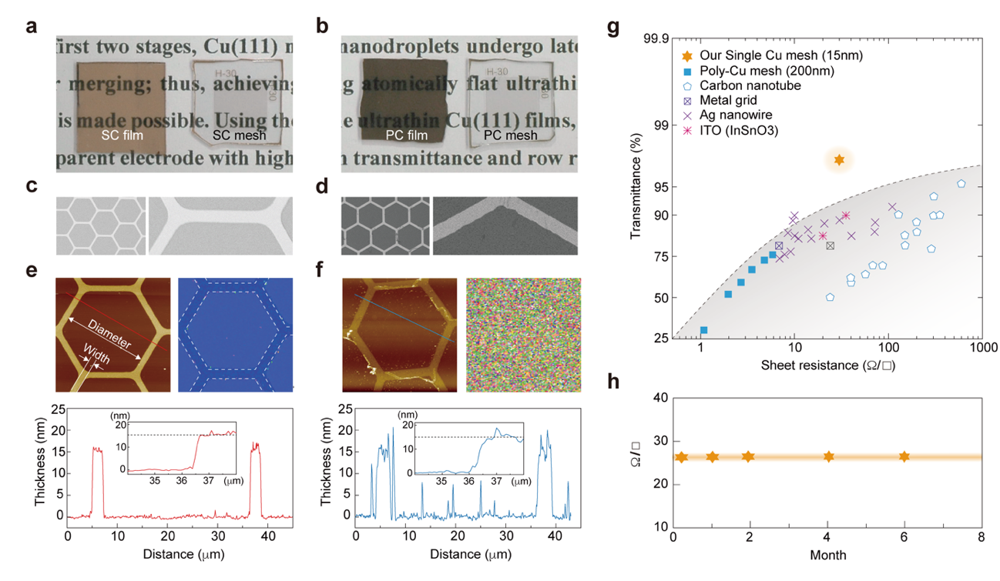 a
first two stages, Cu(111)
merging; thus, achieving
H-30
is made possible. Using the
SC film
SC mesh
parent electrode with high
b
nanodroplets undergo late
g atomically flat ultrathi
H-30
ultrathin Cu(111) films,
PC film
PC mesh
transmittance and row r
c
d
e
Diameter
Width
f
25
20
15
10
5
0
Thickness (nm)
(nm)
20
10
0
35
36
37
(μm)
0
10
20
30
40
Distance (μm)
25
20
15
10
5
0
Thickness (nm)
(nm)
20
10
0
35
36
37
(μm)
0
10
20
30
40
Distance (μm)
g
99.9
99
95
90
75
50
25
Transmittance (%)
Our Single Cu mesh (15nm)
Poly-Cu mesh (200nm)
Carbon nanotube
Metal grid
Ag nanowire
ITO (InSnO3)
1
10
100
1000
Sheet resistance (Ω/□)
h
40
30
20
10
Ω/□
0
1
2
4
6
8
Month